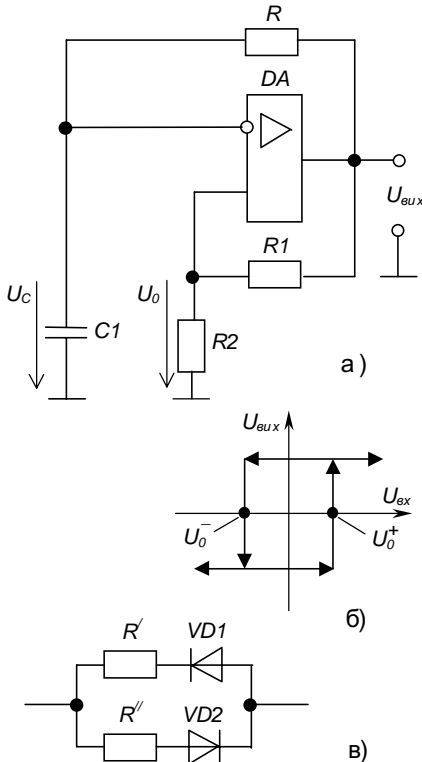 R
DA
U_вих
R1
U_C
C1
U_0
R2
а)
U_вих
U_вх
U_0^−
U_0^+
б)
R^/
VD1
R^//
VD2
в)